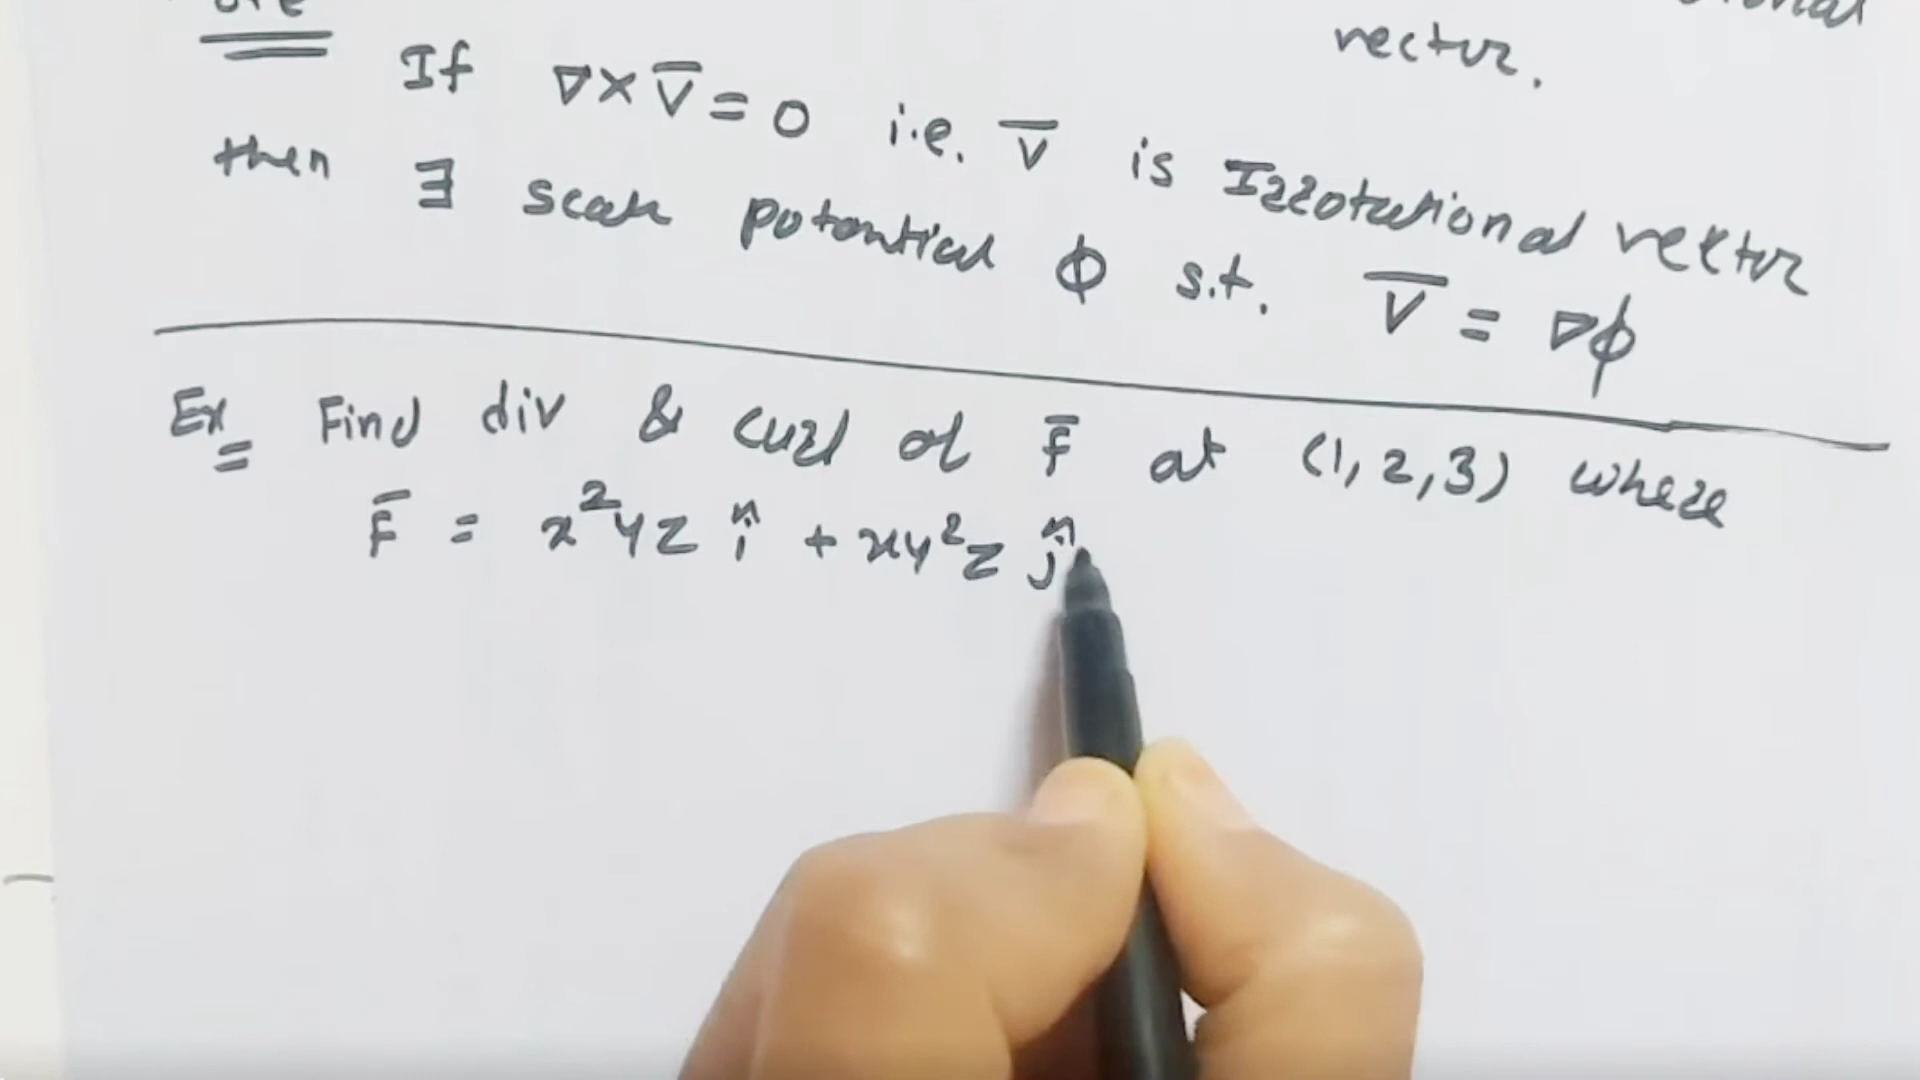 vector.
If ∇×V̅ = 0 i.e. V̅ is Irrotational vector
then ∃ scalar potential ϕ s.t. V̅ = ∇ϕ
Ex Find div & curl of F̅ at (1,2,3) where
F̅ = x²yz î + xy²z ĵ